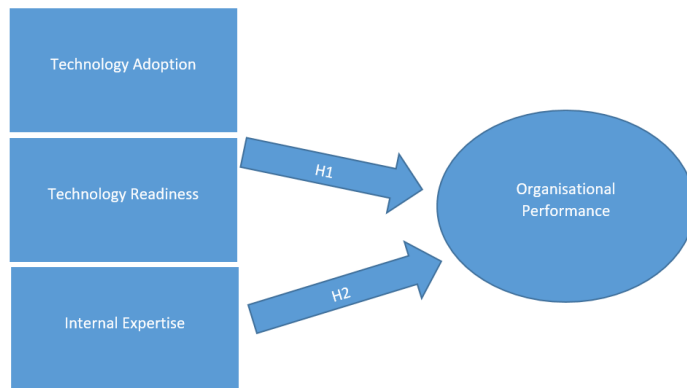 Technology Adoption
H1
Technology Readiness
Organisational
Performance
H2
Internal Expertise